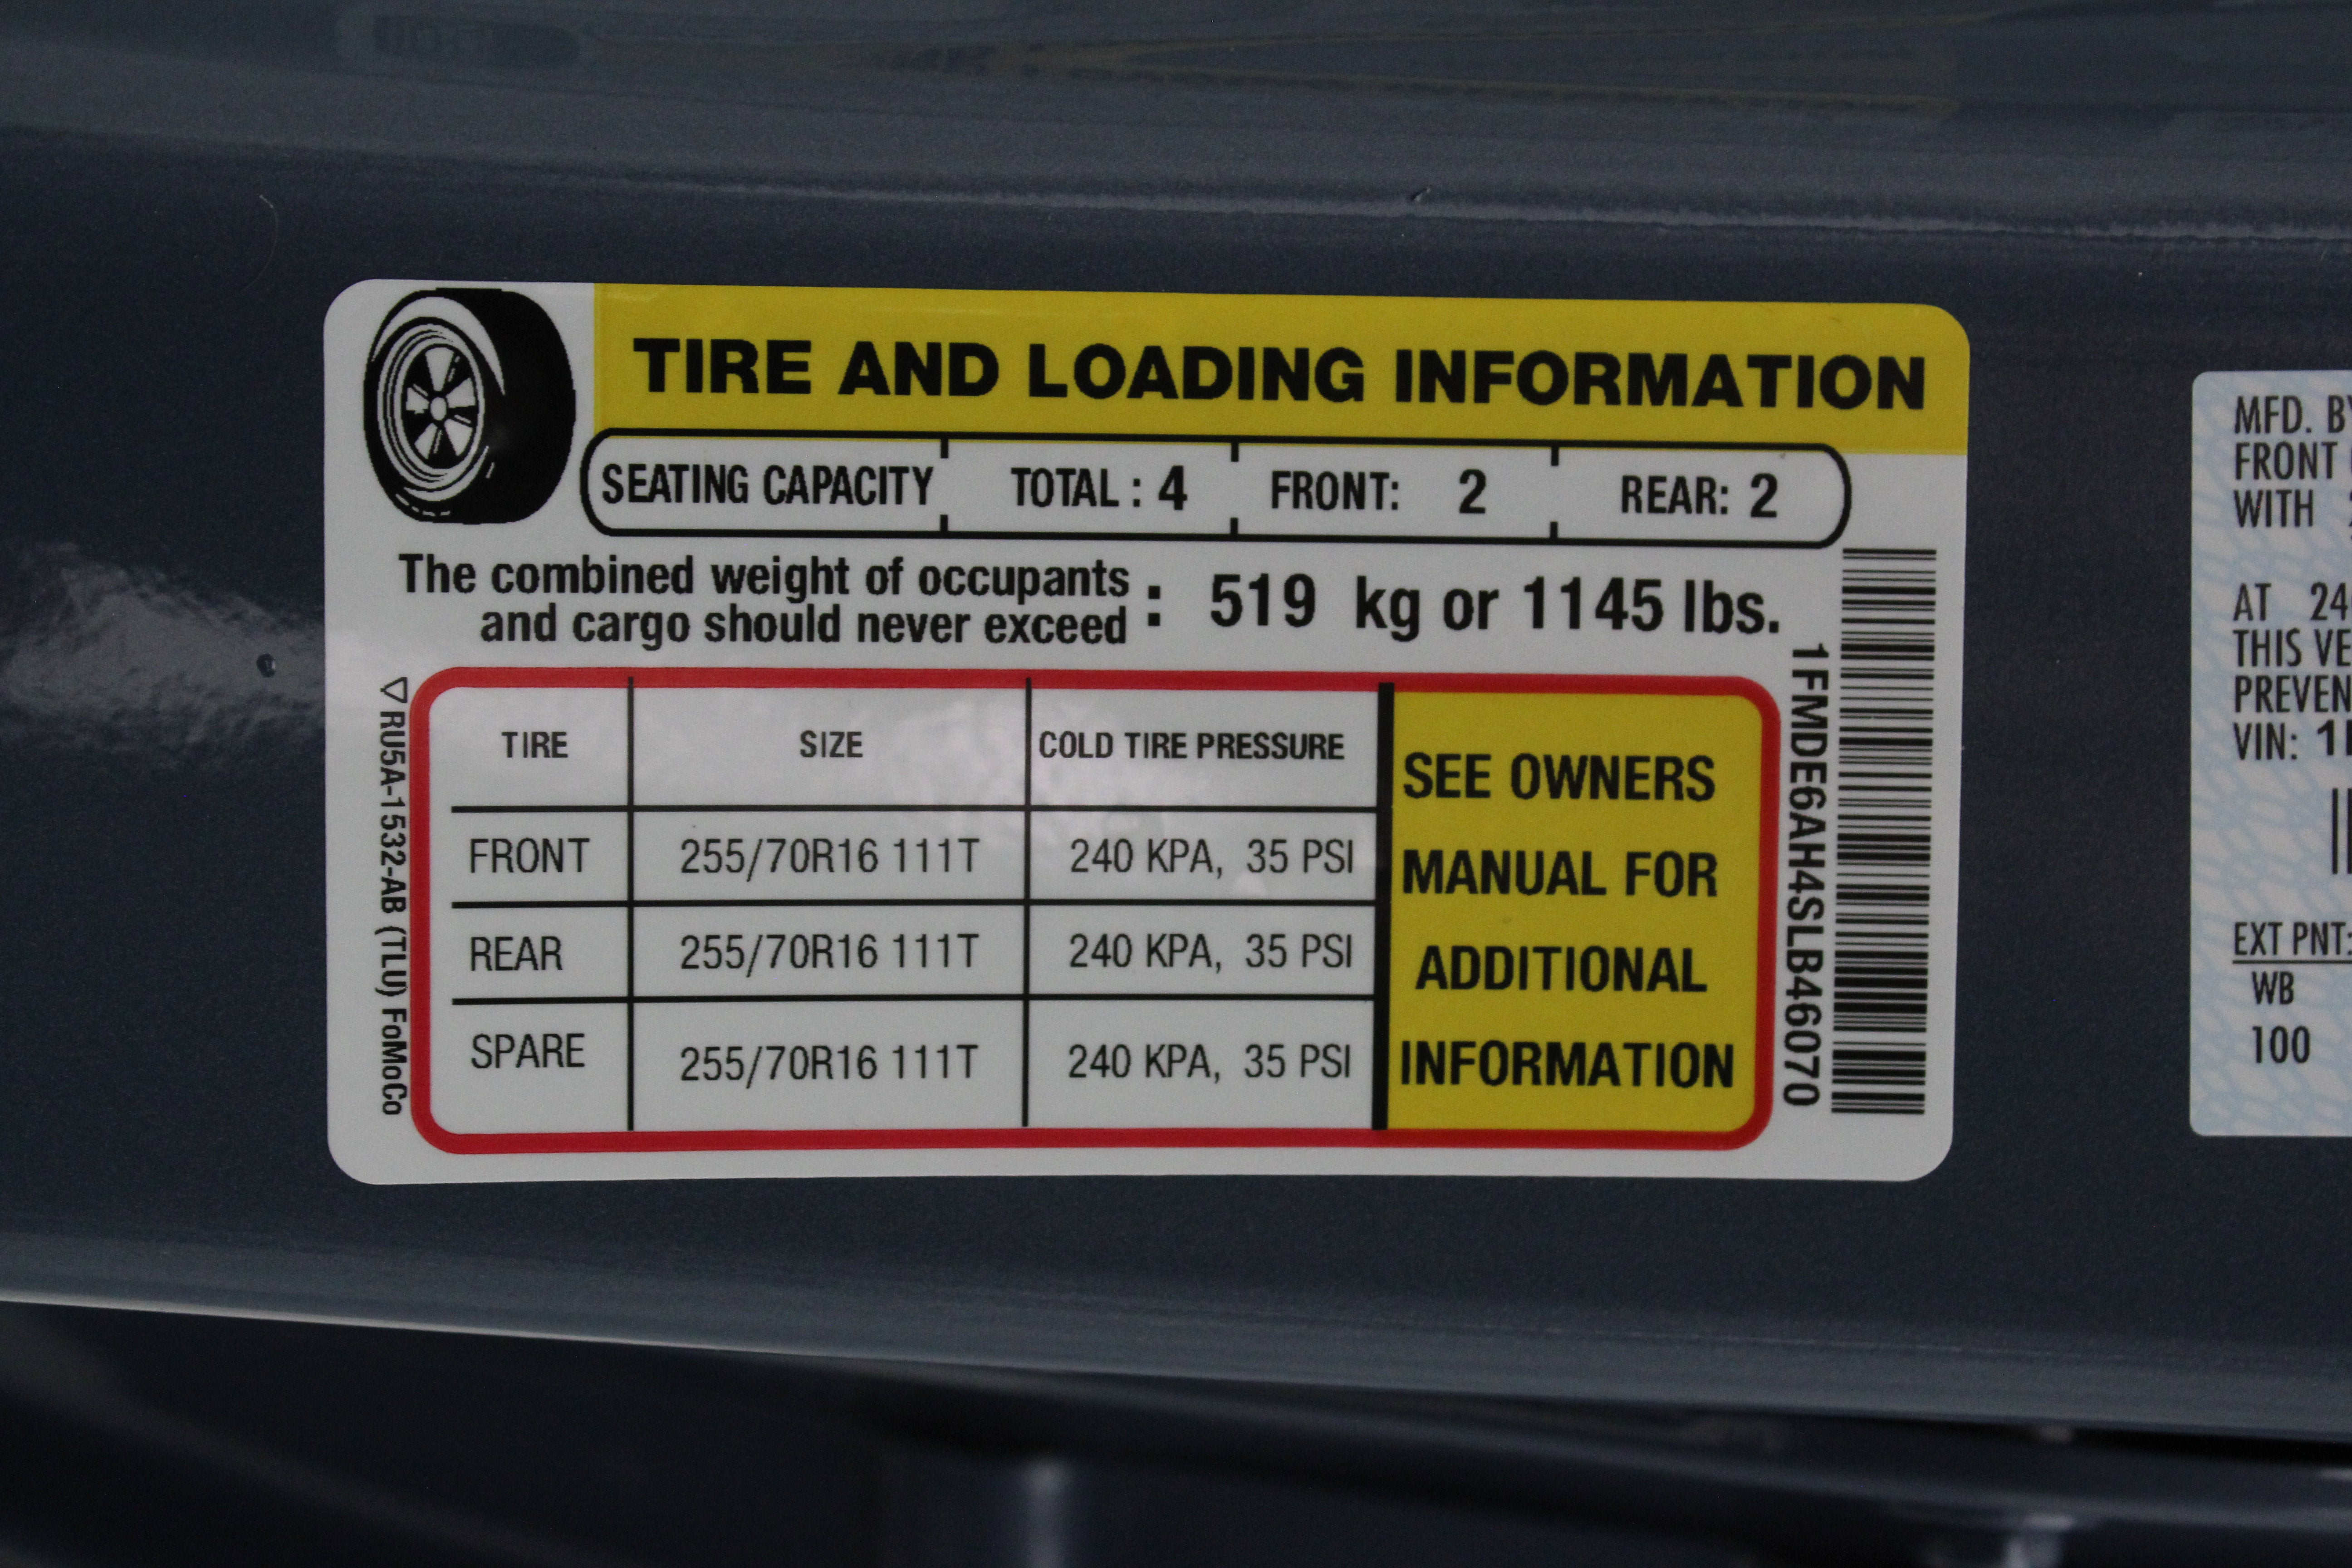 TIRE AND LOADING INFORMATION
SEATING CAPACITY TOTAL : 4 FRONT: 2 REAR: 2
The combined weight of occupants
and cargo should never exceed : 519 kg or 1145 lbs.
TIRE SIZE COLD TIRE PRESSURE
FRONT 255/70R16 111T 240 KPA, 35 PSI
REAR 255/70R16 111T 240 KPA, 35 PSI
SPARE 255/70R16 111T 240 KPA, 35 PSI
SEE OWNERS
MANUAL FOR
ADDITIONAL
INFORMATION
RU5A-1532-AB (TLU) FoMoCo
1FMDE6AH4SLB46070
MFD. BY
FRONT
WITH
AT 24
THIS VE
PREVEN
VIN: 1
EXT PNT:
WB
100